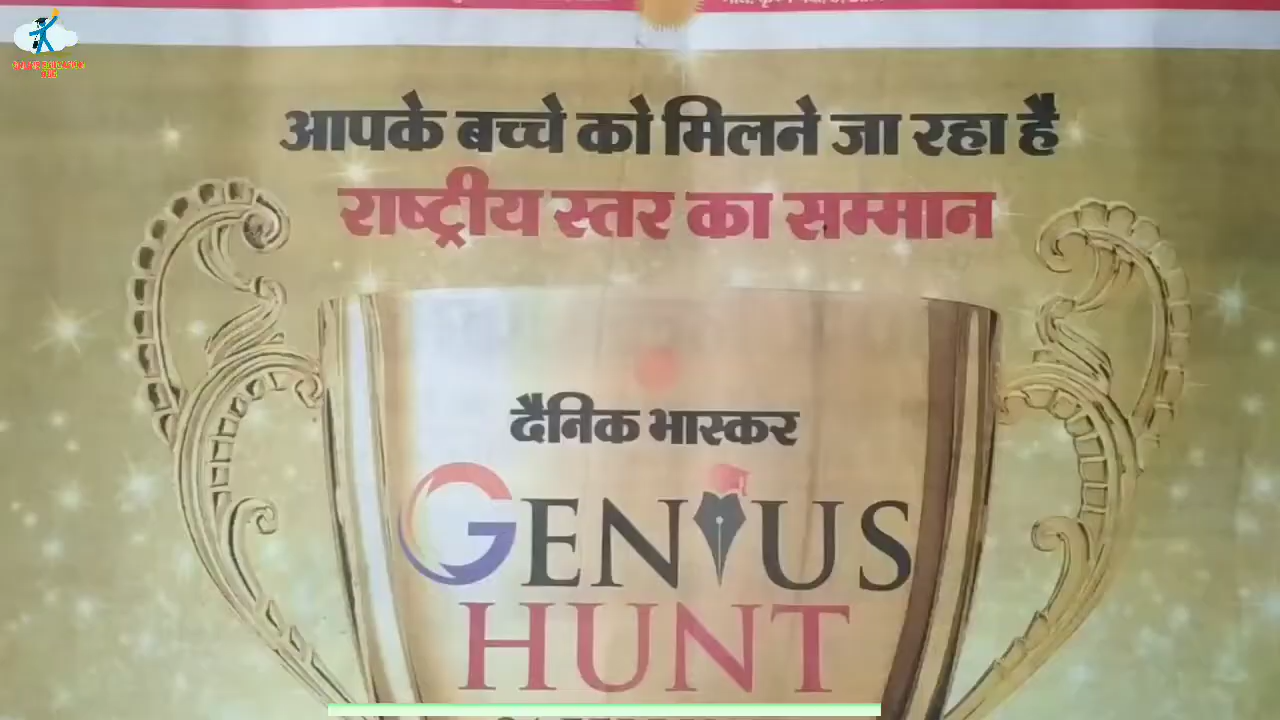 आपके बच्चे को मिलने जा रहा है
राष्ट्रीय स्तर का सम्मान
दैनिक भास्कर
GENIUS
HUNT